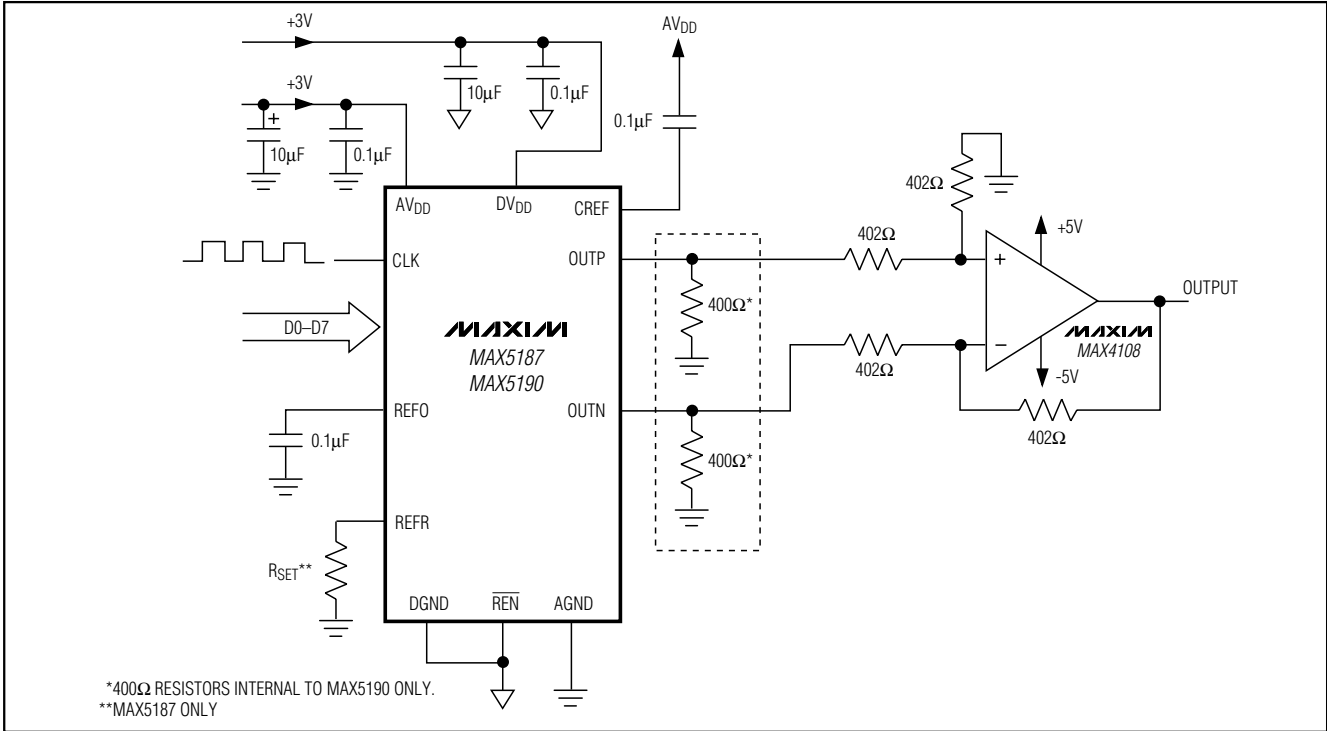 +3V
AVDD
+3V
10µF
0.1µF
0.1µF
+
10µF
0.1µF
402Ω
AVDD
DVDD
CREF
402Ω
+5V
CLK
OUTP
+
OUTPUT
400Ω*
D0–D7
MAXIM
MAX5187
MAX5190
MAXIM
MAX4108
−
402Ω
-5V
REFO
OUTN
0.1µF
402Ω
400Ω*
REFR
RSET**
DGND
REN
AGND
*400Ω RESISTORS INTERNAL TO MAX5190 ONLY.
**MAX5187 ONLY